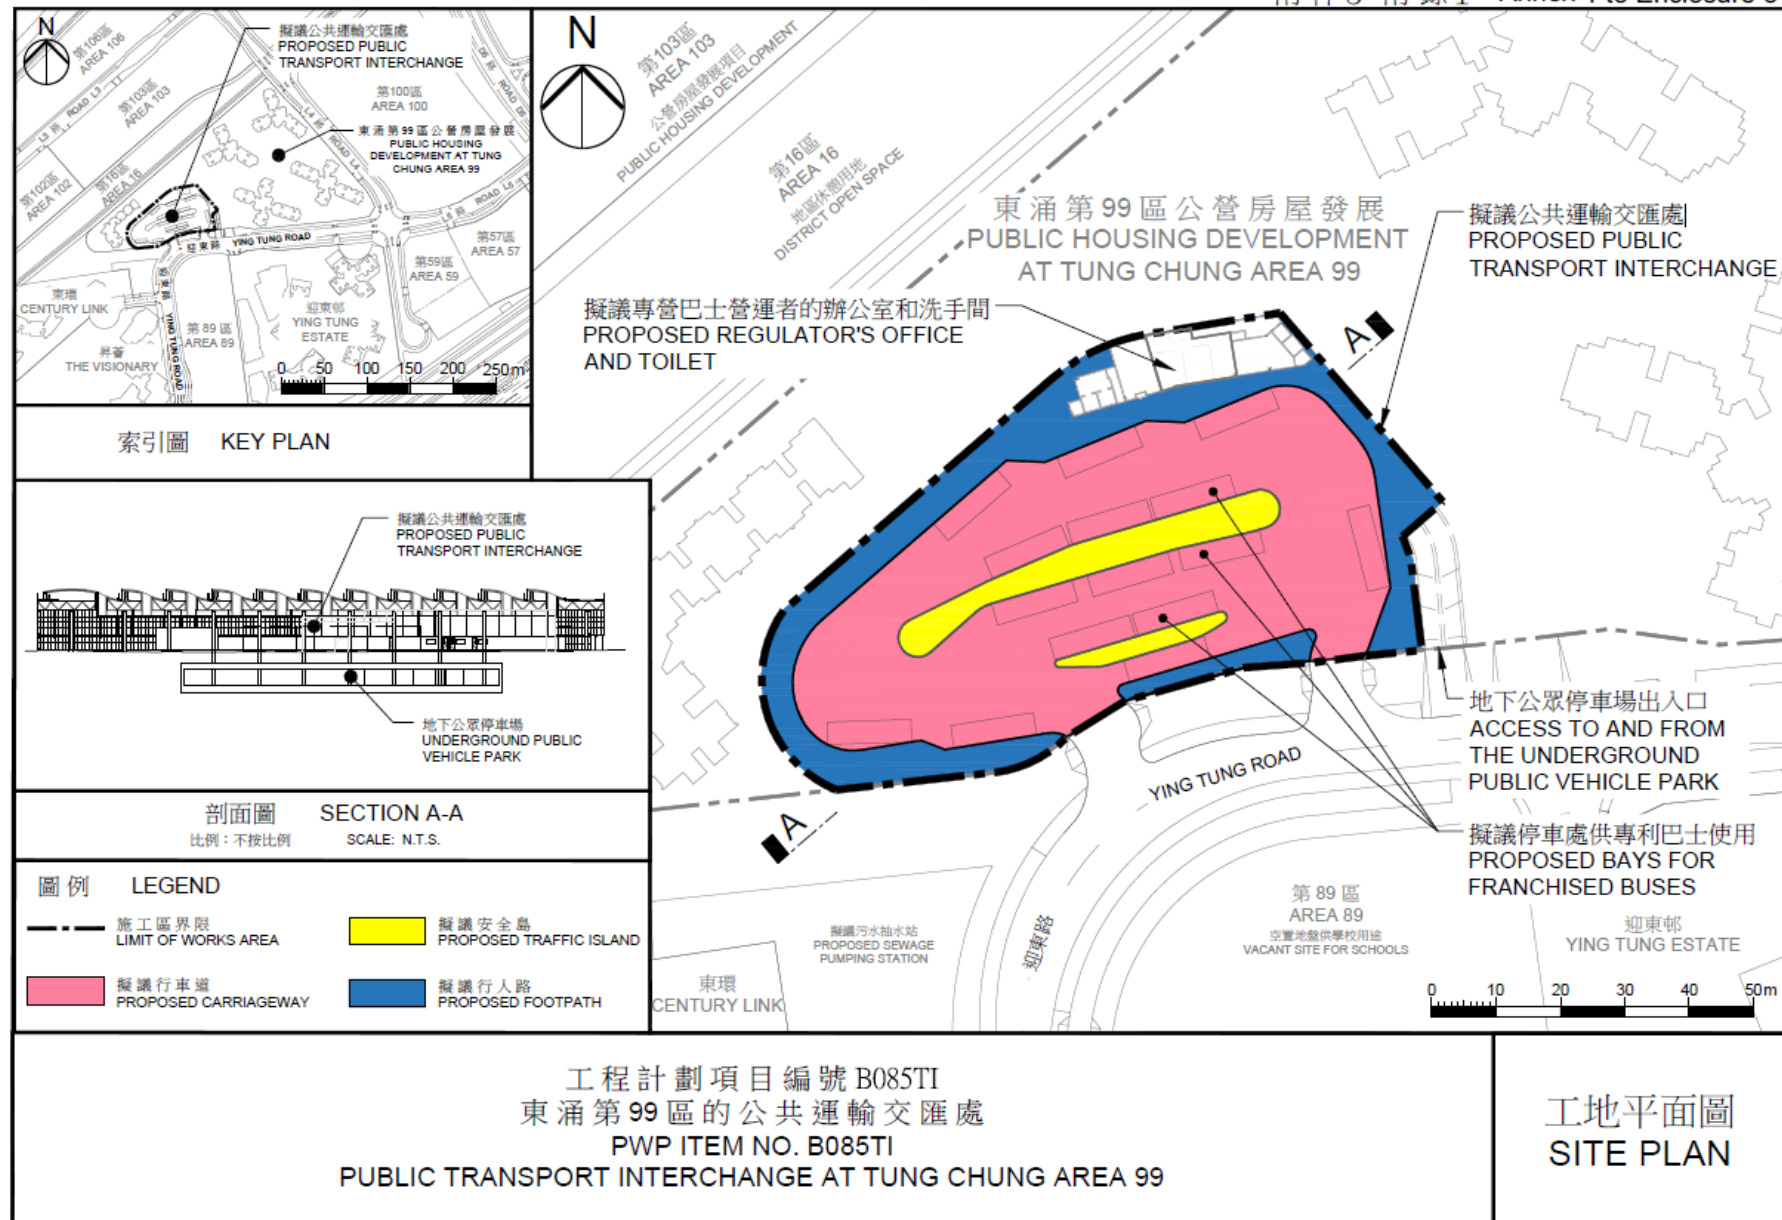 Annex 1 to Enclosure 3
N
擬議公共運輸交匯處
PROPOSED PUBLIC
TRANSPORT INTERCHANGE
第106區
AREA 106
第103區
AREA 103
L3 路 ROAD L3
第100區
AREA 100
L4 路 ROAD L4
東涌第99區公營房屋發展
PUBLIC HOUSING
DEVELOPMENT AT TUNG
CHUNG AREA 99
第102區
AREA 102
第16區
AREA 16
L5 路 ROAD L5
迎東路 YING TUNG ROAD
第57區
AREA 57
第59區
AREA 59
東環
CENTURY LINK
迎東路 YING TUNG ROAD
第 89 區
AREA 89
迎東邨
YING TUNG
ESTATE
昇薈
THE VISIONARY
0 50 100 150 200 250m
索引圖 KEY PLAN
擬議公共運輸交匯處
PROPOSED PUBLIC
TRANSPORT INTERCHANGE
地下公眾停車場
UNDERGROUND PUBLIC
VEHICLE PARK
剖面圖 SECTION A-A
比例：不按比例 SCALE: N.T.S.
圖例 LEGEND
施工區界限
LIMIT OF WORKS AREA
擬議安全島
PROPOSED TRAFFIC ISLAND
擬議行車道
PROPOSED CARRIAGEWAY
擬議行人路
PROPOSED FOOTPATH
N
第103區
AREA 103
公營房屋發展項目
PUBLIC HOUSING DEVELOPMENT
第16區
AREA 16
地區休憩用地
DISTRICT OPEN SPACE
東涌第99區公營房屋發展
PUBLIC HOUSING DEVELOPMENT
AT TUNG CHUNG AREA 99
擬議公共運輸交匯處
PROPOSED PUBLIC
TRANSPORT INTERCHANGE
擬議專營巴士營運者的辦公室和洗手間
PROPOSED REGULATOR'S OFFICE
AND TOILET
A
地下公眾停車場出入口
ACCESS TO AND FROM
THE UNDERGROUND
PUBLIC VEHICLE PARK
YING TUNG ROAD
A
擬議停車處供專利巴士使用
PROPOSED BAYS FOR
FRANCHISED BUSES
第 89 區
AREA 89
空置地盤供學校用途
VACANT SITE FOR SCHOOLS
迎東邨
YING TUNG ESTATE
擬議污水抽水站
PROPOSED SEWAGE
PUMPING STATION
迎東路
東環
CENTURY LINK
0 10 20 30 40 50m
工程計劃項目編號 B085TI
東涌第99區的公共運輸交匯處
PWP ITEM NO. B085TI
PUBLIC TRANSPORT INTERCHANGE AT TUNG CHUNG AREA 99
工地平面圖
SITE PLAN